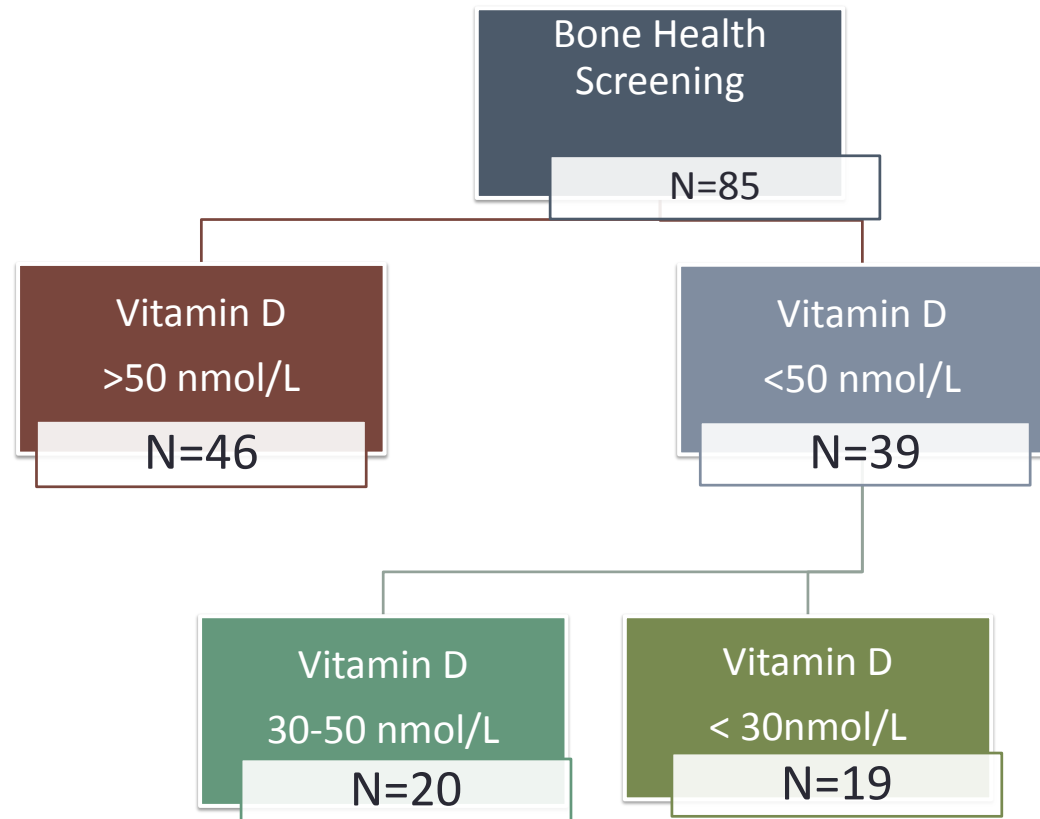 Bone Health
Screening
N=85
Vitamin D
>50 nmol/L
N=46
Vitamin D
<50 nmol/L
N=39
Vitamin D
30-50 nmol/L
N=20
Vitamin D
< 30nmol/L
N=19